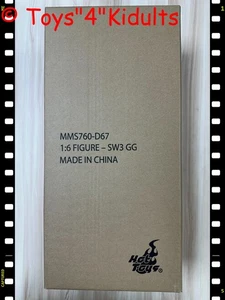 © Toys"4"Kidults
MMS760-D67
1:6 FIGURE – SW3 GG
MADE IN CHINA
Hot
Toys